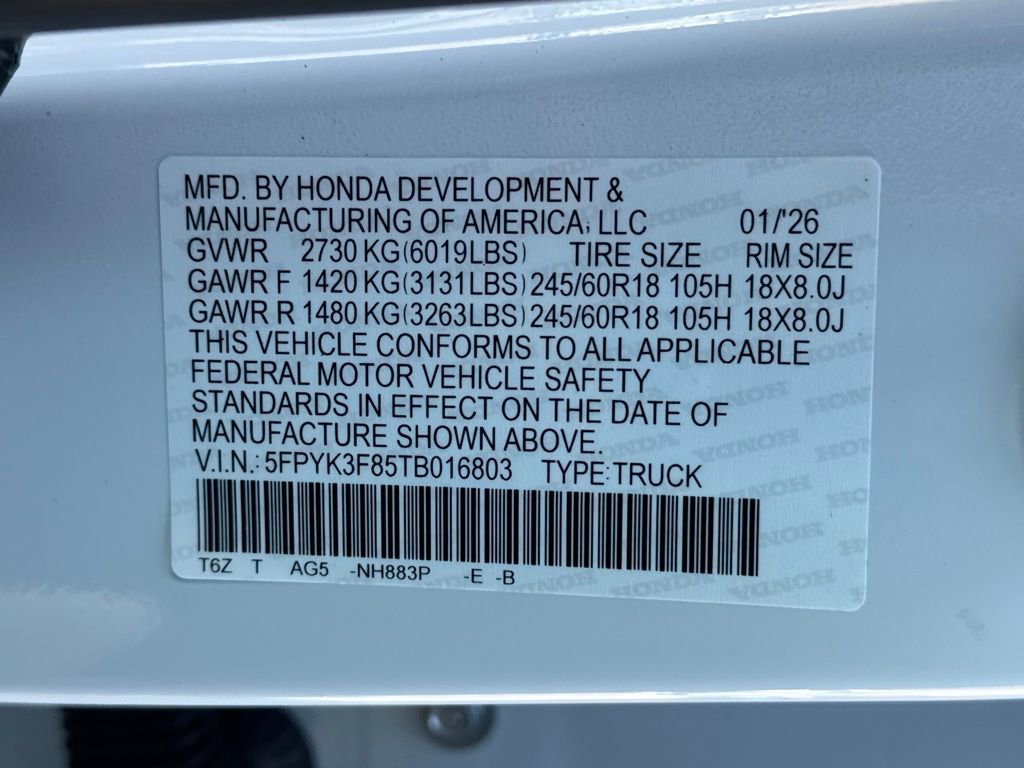 MFD. BY HONDA DEVELOPMENT &
MANUFACTURING OF AMERICA, LLC 01/'26
GVWR 2730 KG(6019LBS) TIRE SIZE RIM SIZE
GAWR F 1420 KG(3131LBS) 245/60R18 105H 18X8.0J
GAWR R 1480 KG(3263LBS) 245/60R18 105H 18X8.0J
THIS VEHICLE CONFORMS TO ALL APPLICABLE
FEDERAL MOTOR VEHICLE SAFETY
STANDARDS IN EFFECT ON THE DATE OF
MANUFACTURE SHOWN ABOVE.
V.I.N.: 5FPYK3F85TB016803 TYPE:TRUCK
T6Z T AG5 -NH883P -E -B